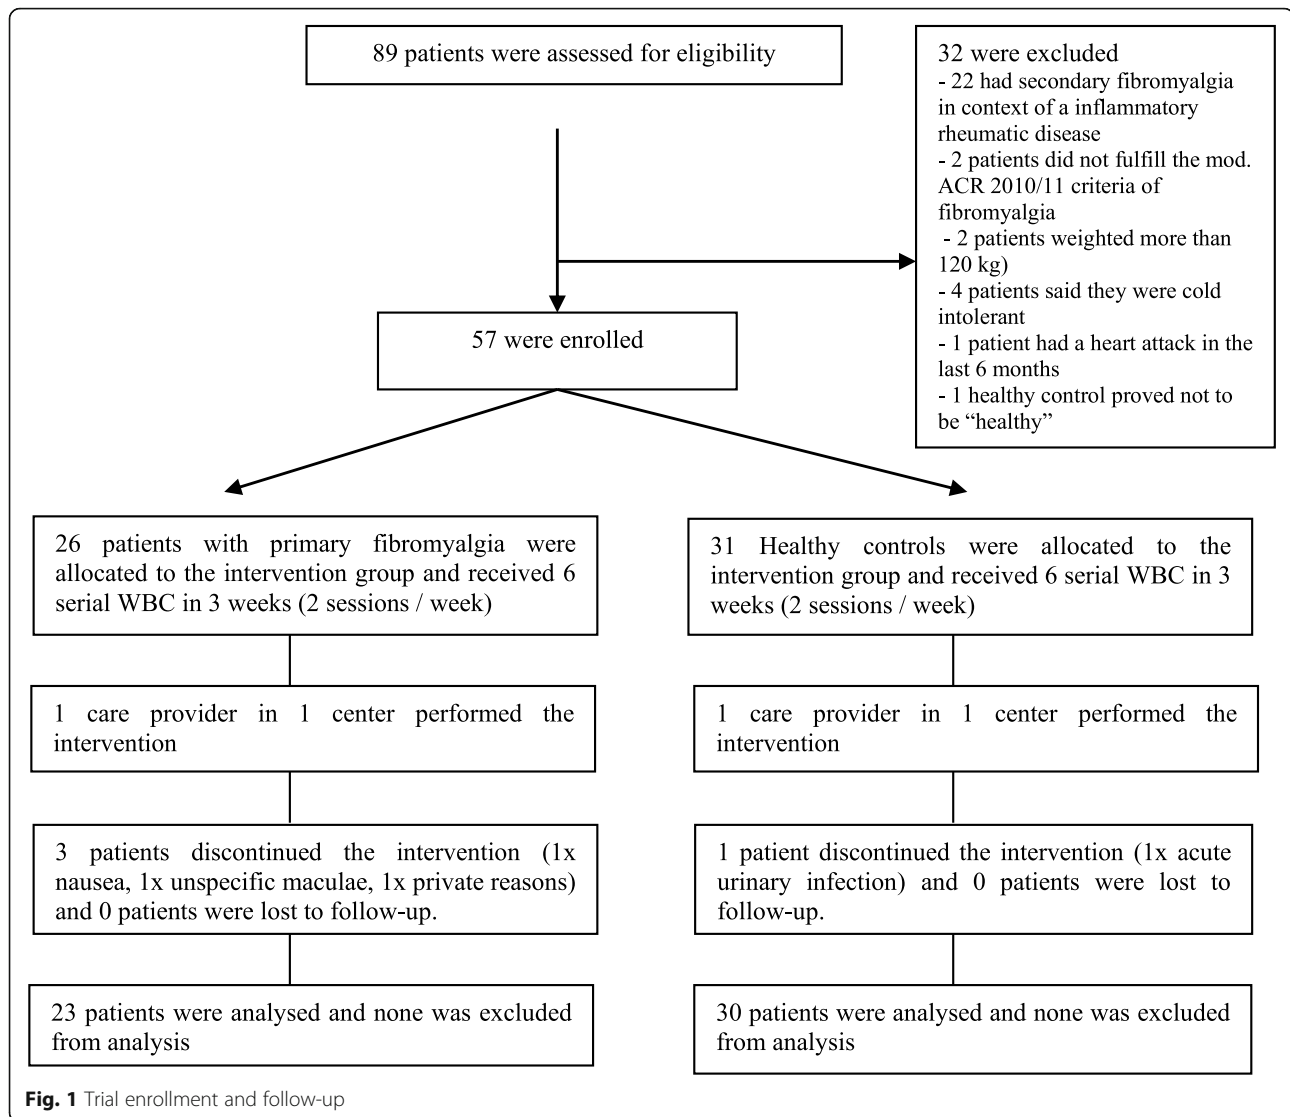 89 patients were assessed for eligibility
32 were excluded
- 22 had secondary fibromyalgia
in context of a inflammatory
rheumatic disease
- 2 patients did not fulfill the mod.
ACR 2010/11 criteria of
fibromyalgia
- 2 patients weighted more than
120 kg)
- 4 patients said they were cold
intolerant
- 1 patient had a heart attack in the
last 6 months
- 1 healthy control proved not to
be “healthy”
57 were enrolled
26 patients with primary fibromyalgia were
allocated to the intervention group and received 6
serial WBC in 3 weeks (2 sessions / week)
31 Healthy controls were allocated to the
intervention group and received 6 serial WBC in 3
weeks (2 sessions / week)
1 care provider in 1 center performed the
intervention
1 care provider in 1 center performed the
intervention
3 patients discontinued the intervention (1x
nausea, 1x unspecific maculae, 1x private reasons)
and 0 patients were lost to follow-up.
1 patient discontinued the intervention (1x acute
urinary infection) and 0 patients were lost to
follow-up.
23 patients were analysed and none was excluded
from analysis
30 patients were analysed and none was excluded
from analysis
Fig. 1 Trial enrollment and follow-up